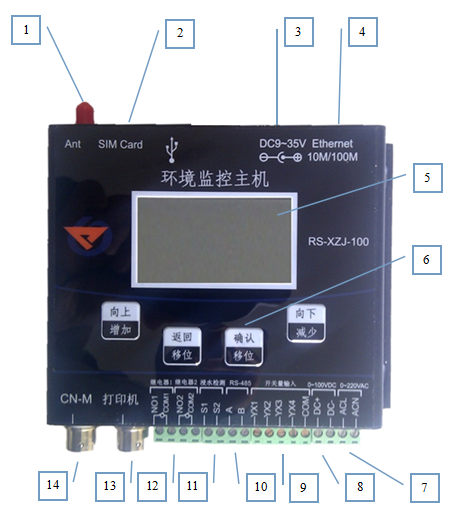 1
2
3
4
Ant SIM Card DC9~35V Ethernet
10M/100M
环境监控主机
5
RS-XZJ-100
6
向上
增加
返回
移位
确认
移位
向下
减少
继电器1 继电器2 浸水检测 RS-485 开关量输入 0~100VDC 0~220VAC
CN-M 打印机
NO1 COM1 NO2 COM2 S1 S2 A B YX1 YX2 YX3 YX4 COM DC+ DC- ACL ACN
14
13
12
11
10
9
8
7